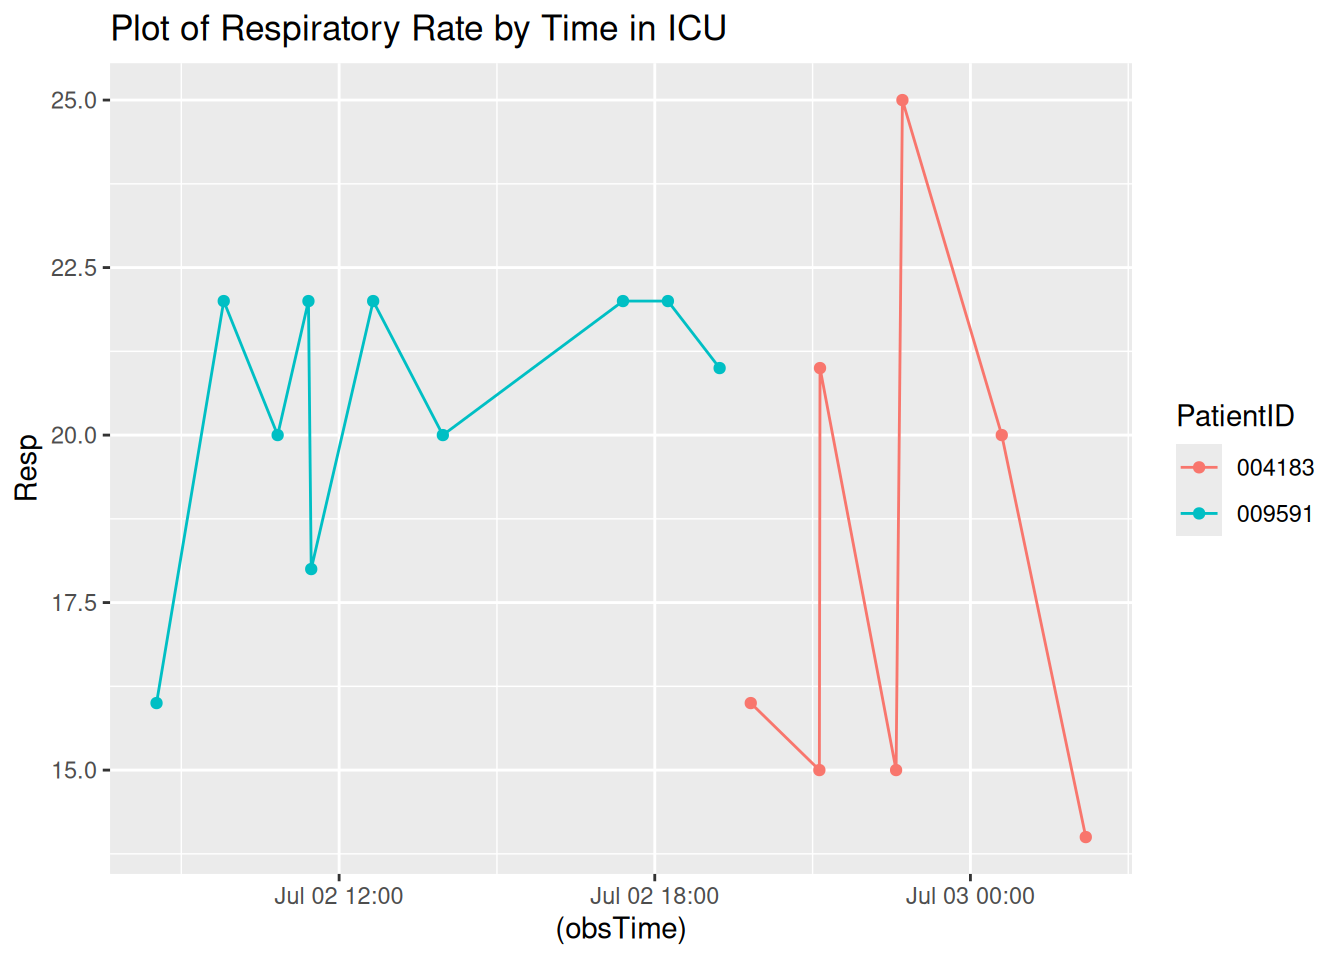 Plot of Respiratory Rate by Time in ICU
25.0
22.5
20.0
17.5
15.0
Resp
Jul 02 12:00
Jul 02 18:00
Jul 03 00:00
(obsTime)
PatientID
004183
009591